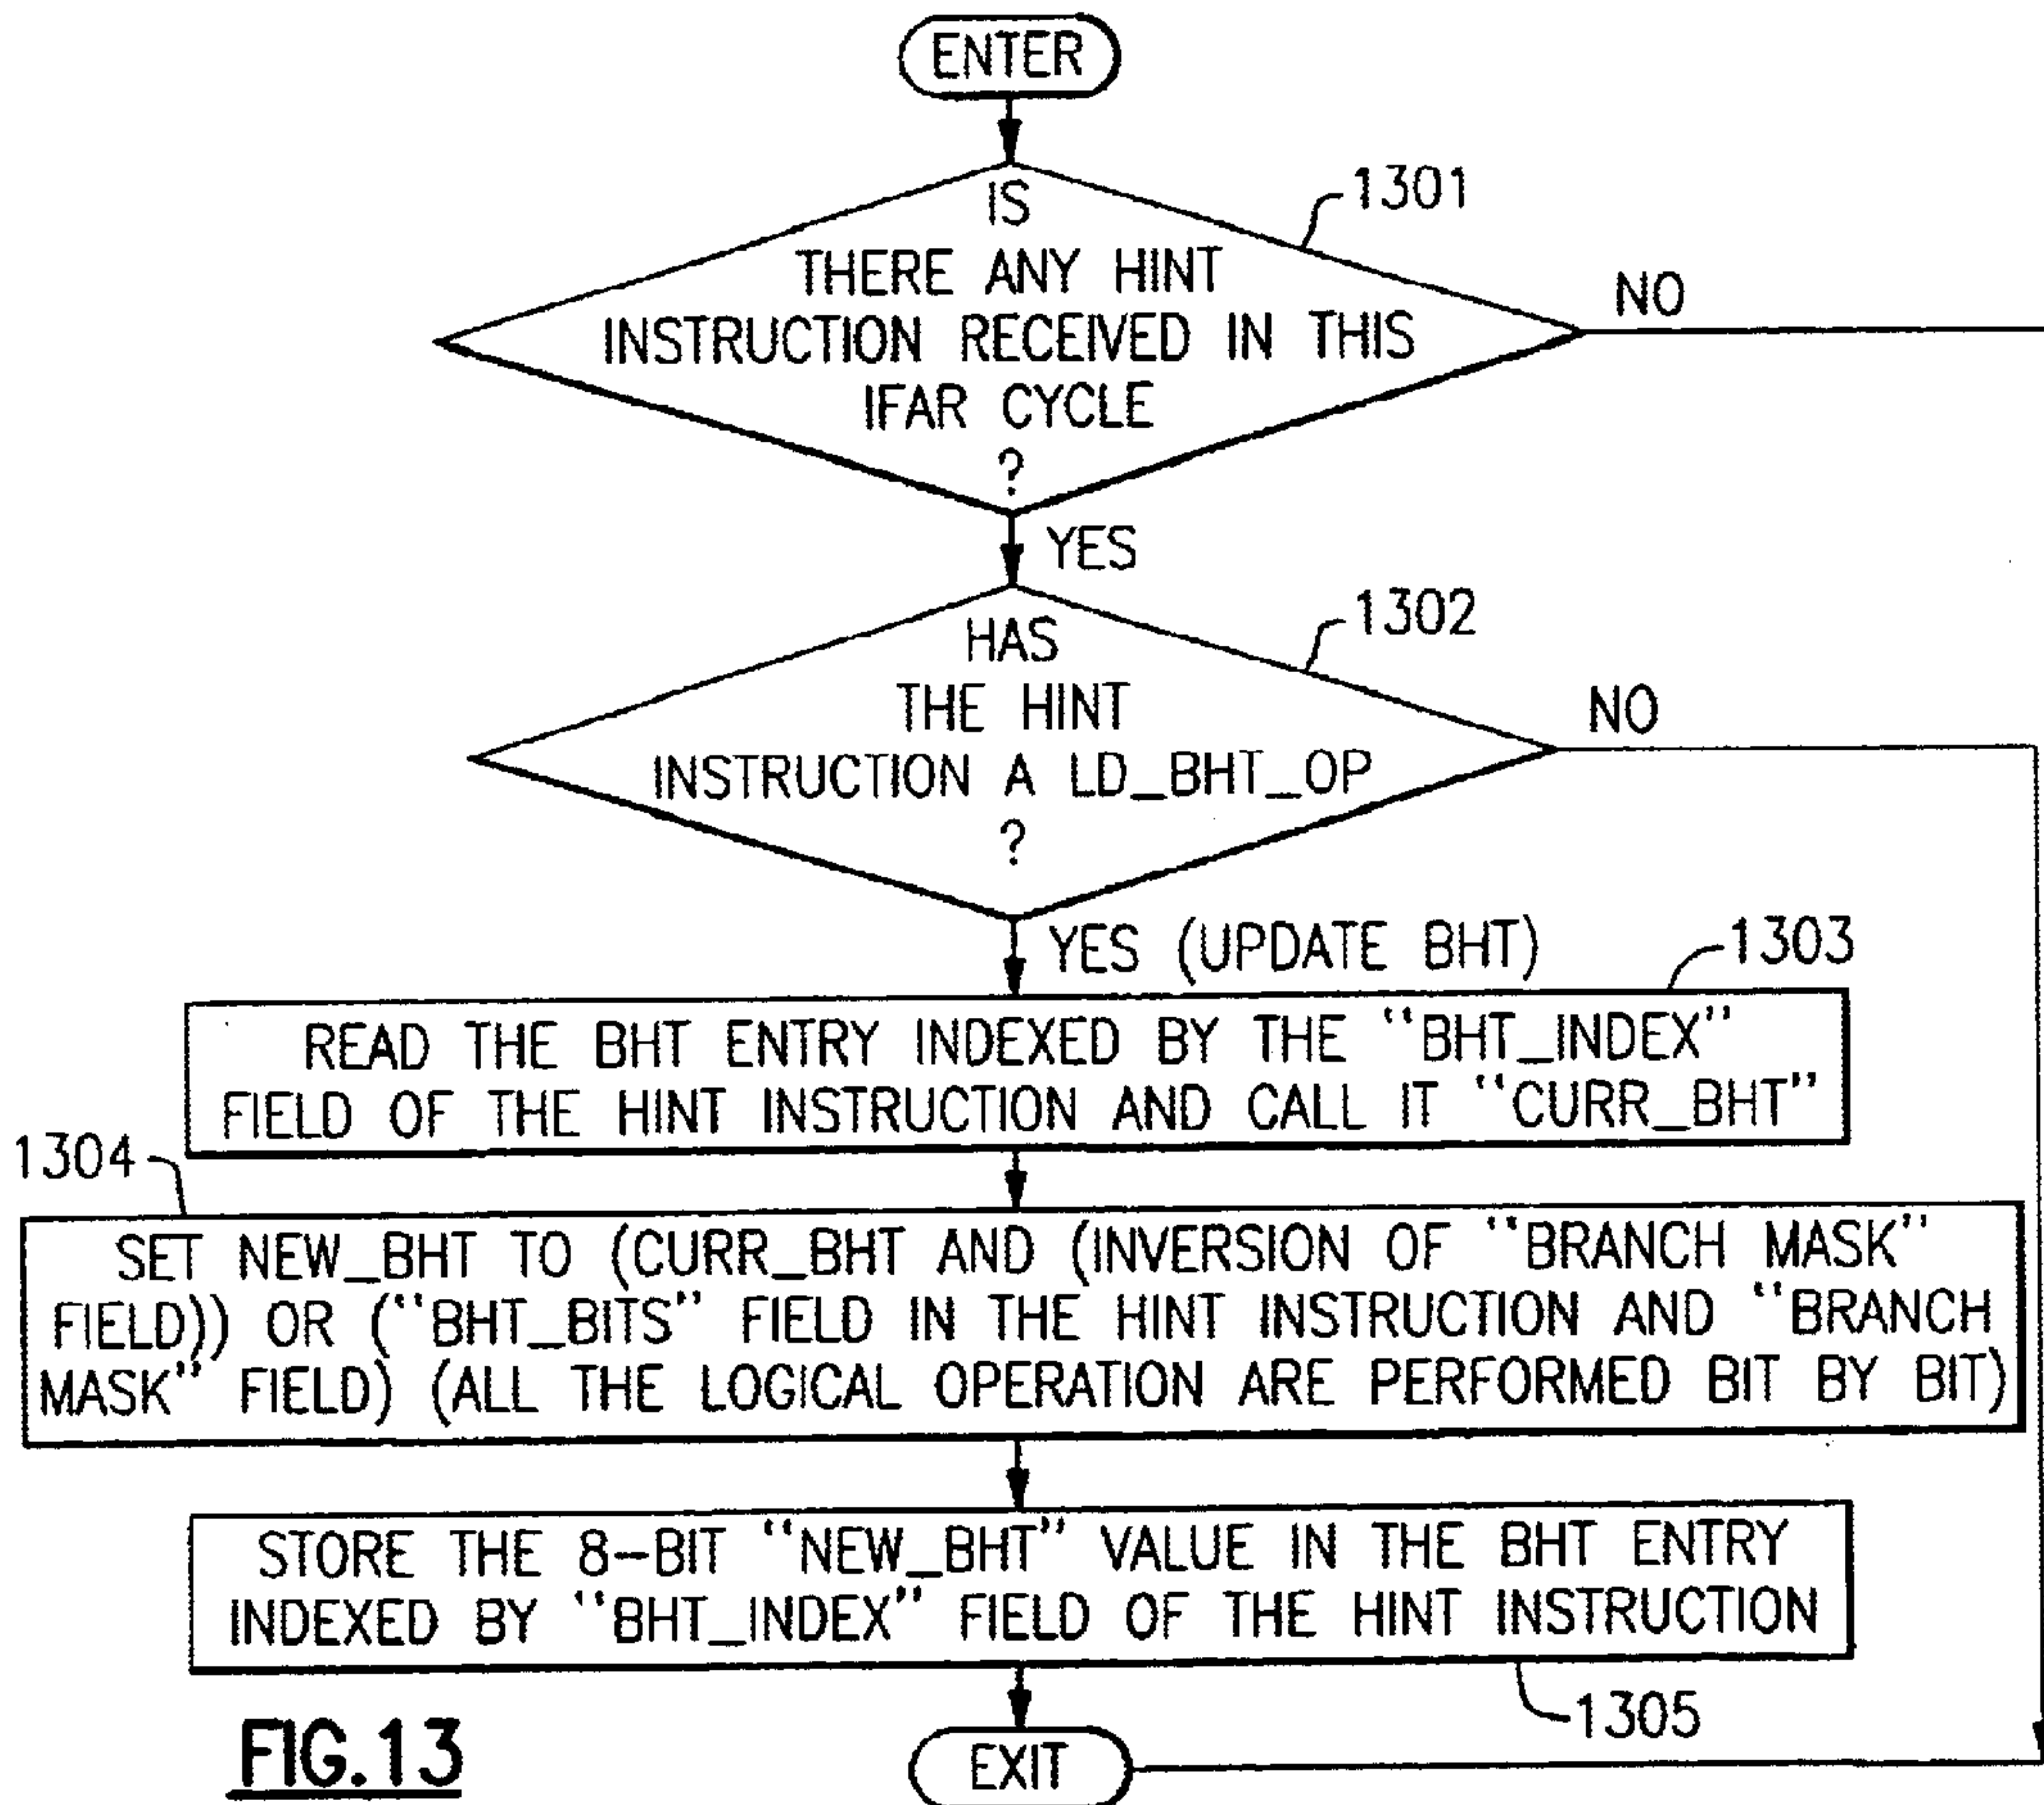 ENTER
1301
IS
THERE ANY HINT
INSTRUCTION RECEIVED IN THIS
IFAR CYCLE
?
NO
YES
1302
HAS
THE HINT
INSTRUCTION A LD_BHT_OP
?
NO
YES (UPDATE BHT)
1303
READ THE BHT ENTRY INDEXED BY THE "BHT_INDEX"
FIELD OF THE HINT INSTRUCTION AND CALL IT "CURR_BHT"
1304
SET NEW_BHT TO (CURR_BHT AND (INVERSION OF "BRANCH MASK"
FIELD)) OR ("BHT_BITS" FIELD IN THE HINT INSTRUCTION AND "BRANCH
MASK" FIELD) (ALL THE LOGICAL OPERATION ARE PERFORMED BIT BY BIT)
STORE THE 8-BIT "NEW_BHT" VALUE IN THE BHT ENTRY
INDEXED BY "BHT_INDEX" FIELD OF THE HINT INSTRUCTION
1305
EXIT
FIG.13